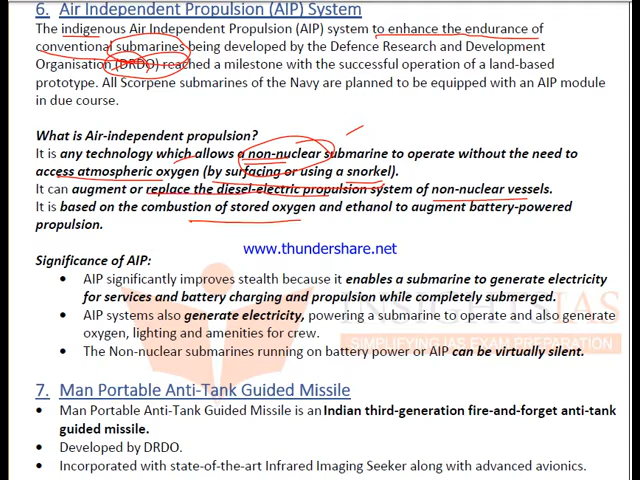 6. Air Independent Propulsion (AIP) System
The indigenous Air Independent Propulsion (AIP) system to enhance the endurance of
conventional submarines being developed by the Defence Research and Development
Organisation (DRDO) reached a milestone with the successful operation of a land-based
prototype. All Scorpene submarines of the Navy are planned to be equipped with an AIP module
in due course.
What is Air-independent propulsion?
It is any technology which allows a non-nuclear submarine to operate without the need to
access atmospheric oxygen (by surfacing or using a snorkel).
It can augment or replace the diesel-electric propulsion system of non-nuclear vessels.
It is based on the combustion of stored oxygen and ethanol to augment battery-powered
propulsion.
www.thundershare.net
Significance of AIP:
• AIP significantly improves stealth because it enables a submarine to generate electricity
for services and battery charging and propulsion while completely submerged.
• AIP systems also generate electricity, powering a submarine to operate and also generate
oxygen, lighting and amenities for crew.
INSIGHTSIAS
SIMPLIFYING IAS EXAM PREPARATION
• The Non-nuclear submarines running on battery power or AIP can be virtually silent.
7. Man Portable Anti-Tank Guided Missile
• Man Portable Anti-Tank Guided Missile is an Indian third-generation fire-and-forget anti-tank
guided missile.
• Developed by DRDO.
• Incorporated with state-of-the-art Infrared Imaging Seeker along with advanced avionics.